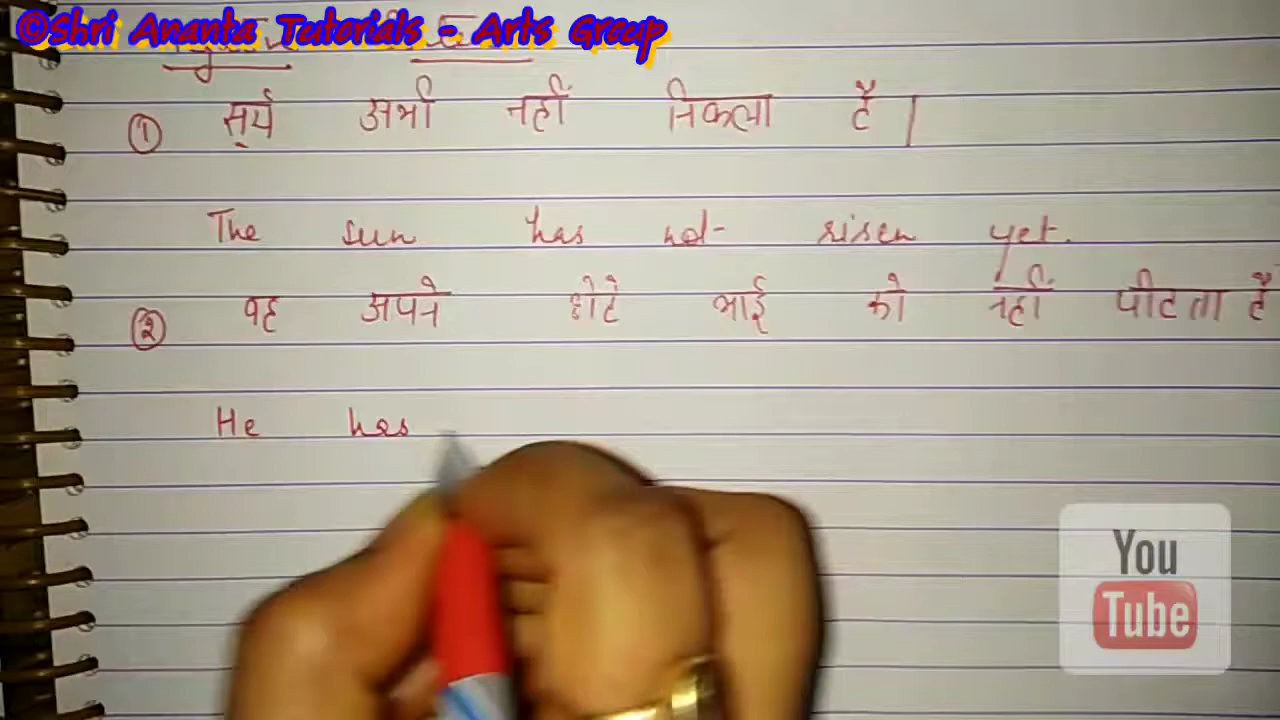 ©Shri Ananta Tutorials - Arts Group
① सूर्य अभी नहीं निकला है |
The sun has not risen yet.
② वह अपने छोटे भाई को नहीं पीटता है
He has
You
Tube